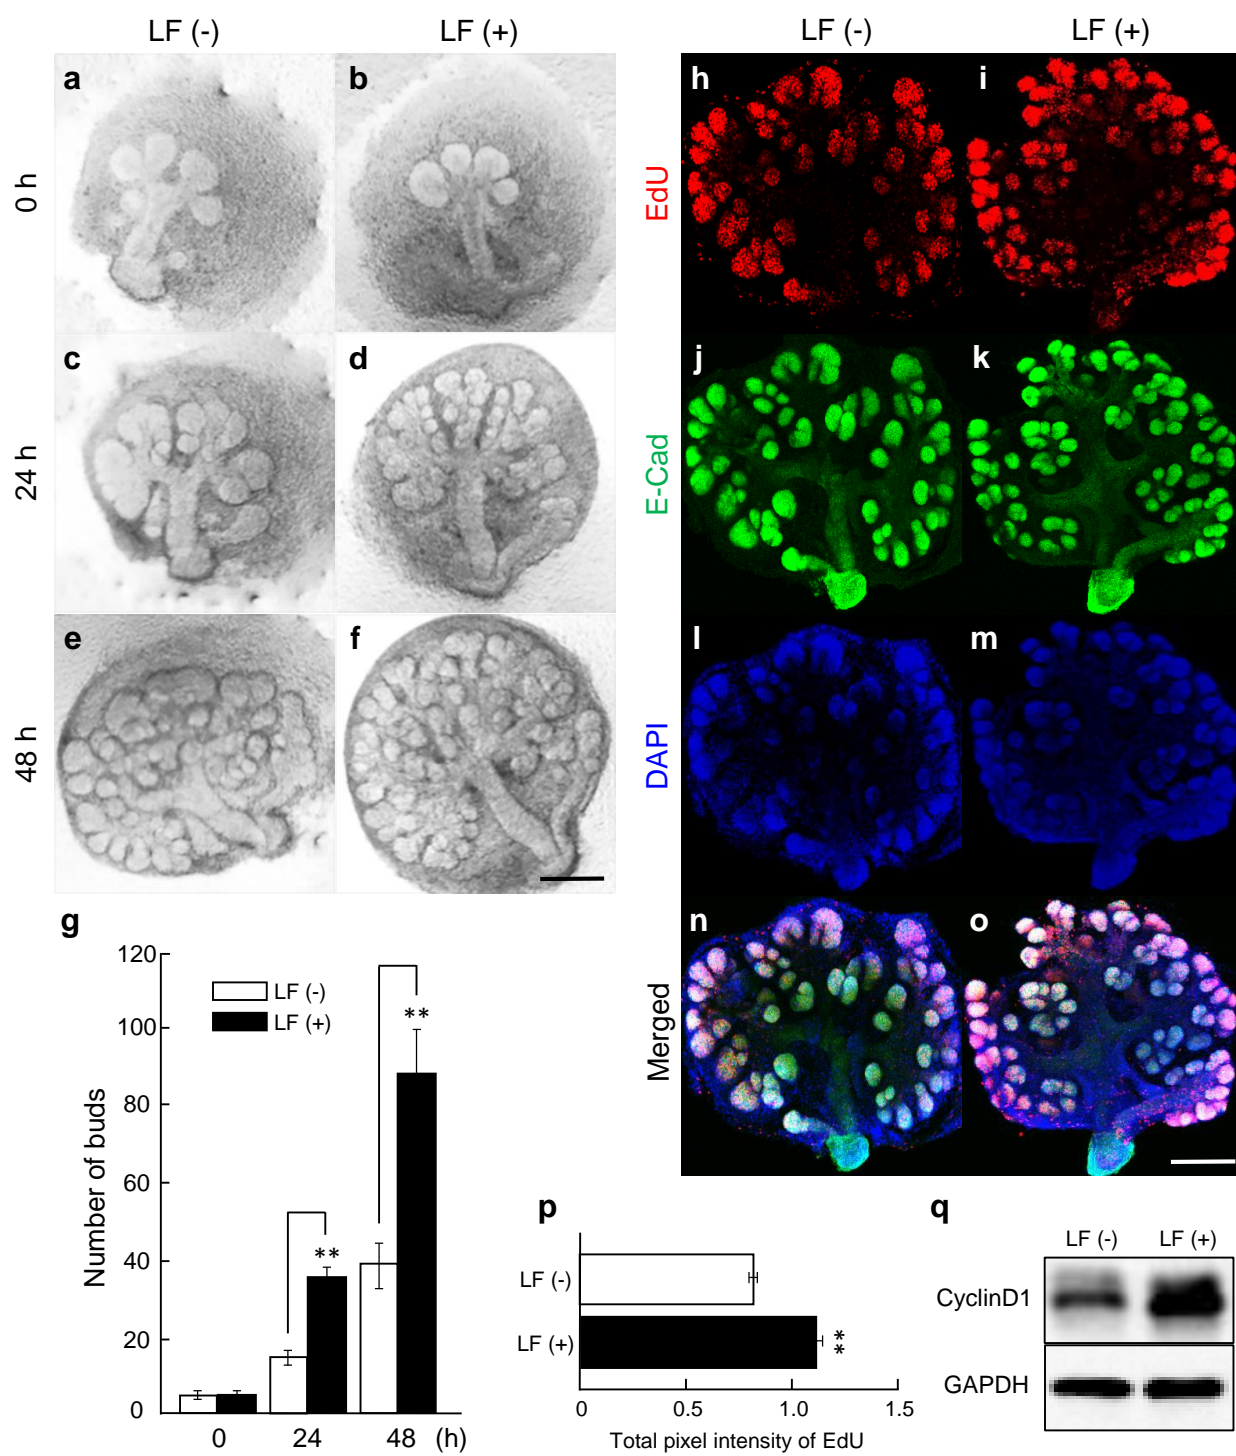 LF (-)
LF (+)
LF (-)
LF (+)
0 h
a
b
24 h
c
d
48 h
e
f
EdU
h
i
E-Cad
j
k
DAPI
l
m
Merged
n
o
g
Number of buds
120
100
80
60
40
20
0
LF (-)
LF (+)
**
**
0
24
48
(h)
p
LF (-)
LF (+)
**
0
0.5
1.0
1.5
Total pixel intensity of EdU
q
LF (-)
LF (+)
CyclinD1
GAPDH